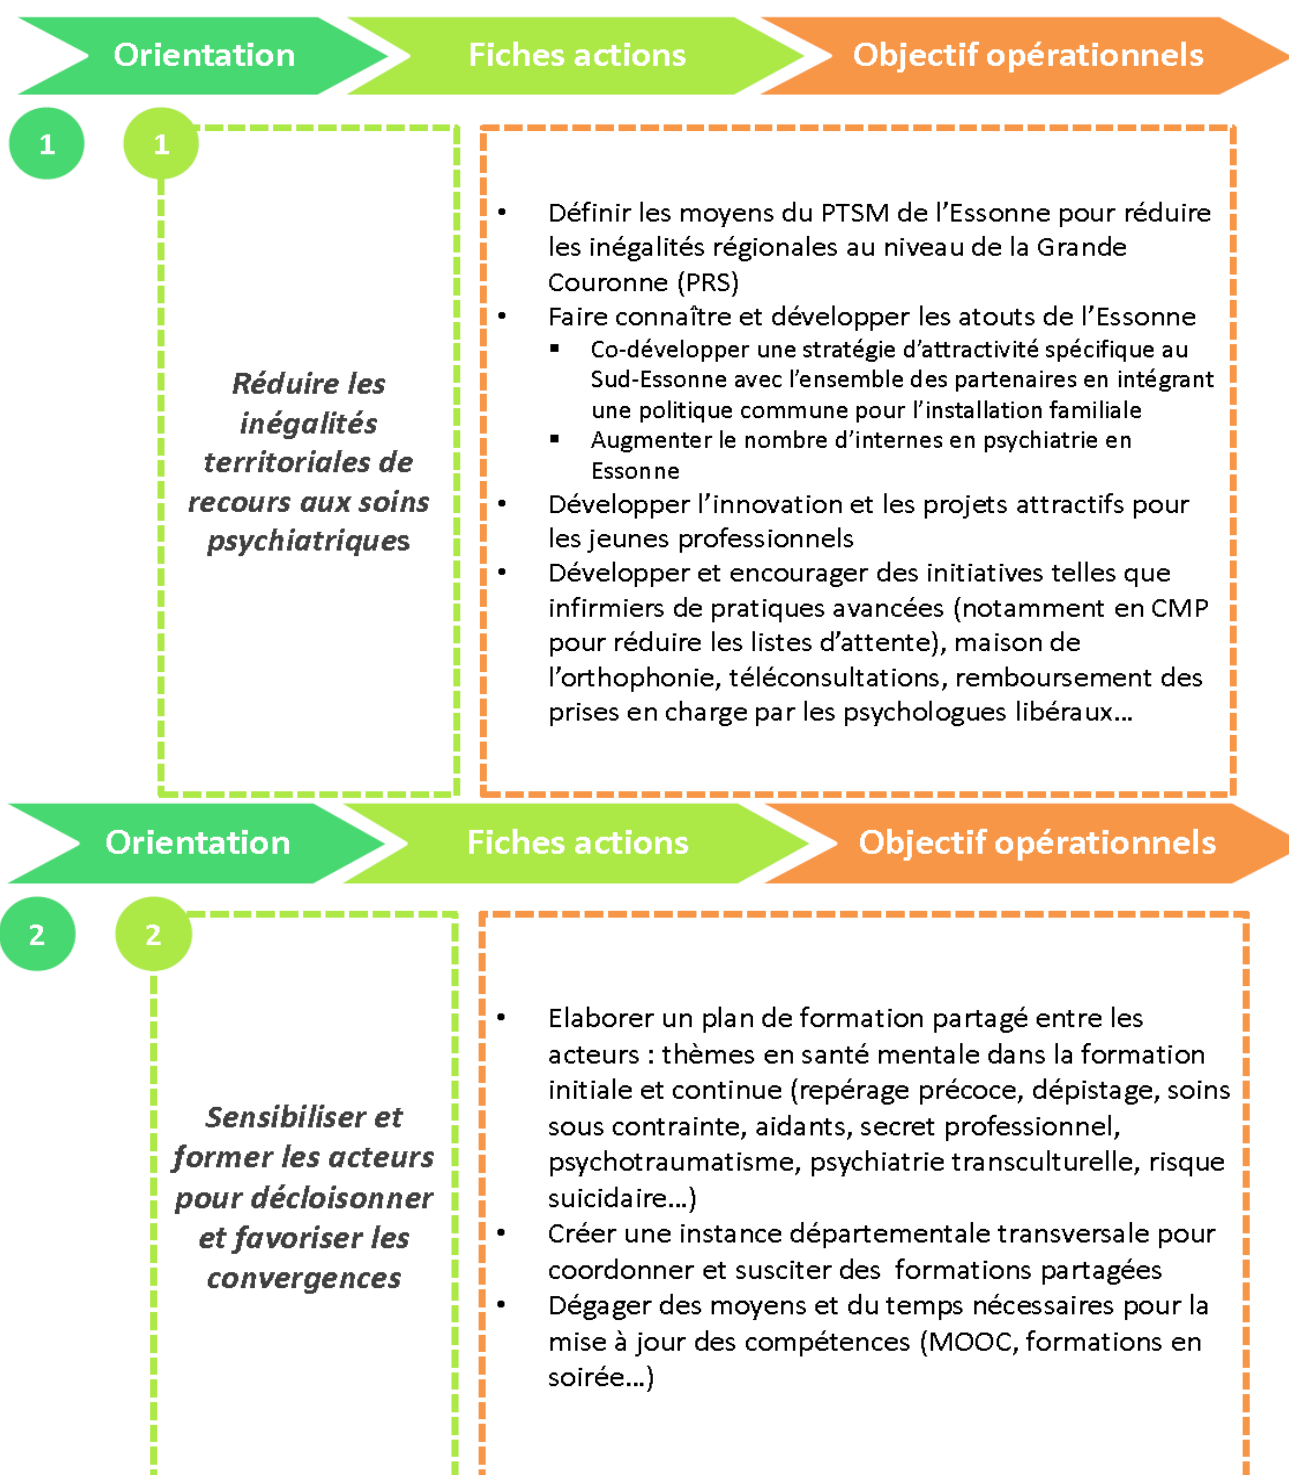 Orientation
Fiches actions
Objectif opérationnels
1
1
Réduire les
inégalités
territoriales de
recours aux soins
psychiatriques
• Définir les moyens du PTSM de l’Essonne pour réduire
les inégalités régionales au niveau de la Grande
Couronne (PRS)
• Faire connaître et développer les atouts de l’Essonne
▪ Co-développer une stratégie d’attractivité spécifique au
Sud-Essonne avec l’ensemble des partenaires en intégrant
une politique commune pour l’installation familiale
▪ Augmenter le nombre d’internes en psychiatrie en
Essonne
• Développer l’innovation et les projets attractifs pour
les jeunes professionnels
• Développer et encourager des initiatives telles que
infirmiers de pratiques avancées (notamment en CMP
pour réduire les listes d’attente), maison de
l’orthophonie, téléconsultations, remboursement des
prises en charge par les psychologues libéraux…
Orientation
Fiches actions
Objectif opérationnels
2
2
Sensibiliser et
former les acteurs
pour décloisonner
et favoriser les
convergences
• Elaborer un plan de formation partagé entre les
acteurs : thèmes en santé mentale dans la formation
initiale et continue (repérage précoce, dépistage, soins
sous contrainte, aidants, secret professionnel,
psychotraumatisme, psychiatrie transculturelle, risque
suicidaire…)
• Créer une instance départementale transversale pour
coordonner et susciter des  formations partagées
• Dégager des moyens et du temps nécessaires pour la
mise à jour des compétences (MOOC, formations en
soirée…)